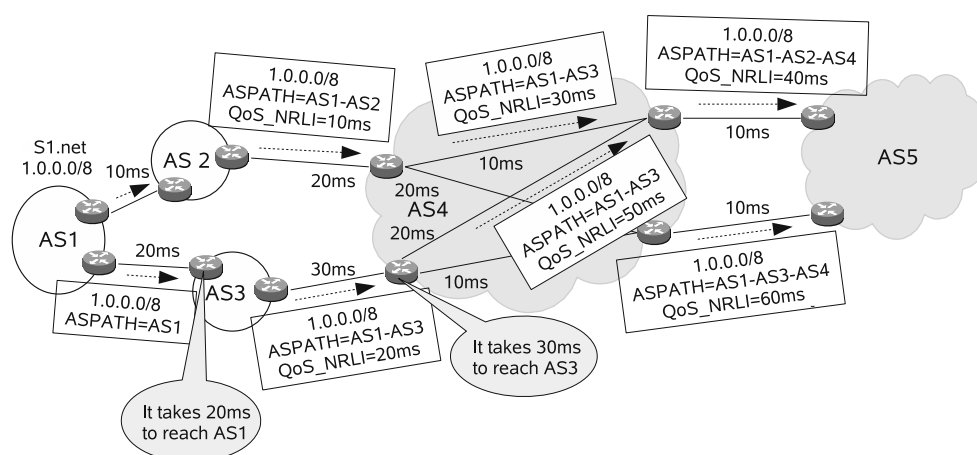 1.0.0.0/8
ASPATH=AS1-AS2
QoS_NRLI=10ms
1.0.0.0/8
ASPATH=AS1-AS3
QoS_NRLI=30ms
1.0.0.0/8
ASPATH=AS1-AS2-AS4
QoS_NRLI=40ms
S1.net
1.0.0.0/8
10ms
AS 2
20ms
10ms
10ms
AS5
20ms
AS4
20ms
1.0.0.0/8
ASPATH=AS1-AS3
QoS_NRLI=50ms
10ms
AS1
20ms
AS3
30ms
10ms
1.0.0.0/8
ASPATH=AS1
1.0.0.0/8
ASPATH=AS1-AS3
QoS_NRLI=20ms
1.0.0.0/8
ASPATH=AS1-AS3-AS4
QoS_NRLI=60ms
It takes 30ms
to reach AS3
It takes 20ms
to reach AS1